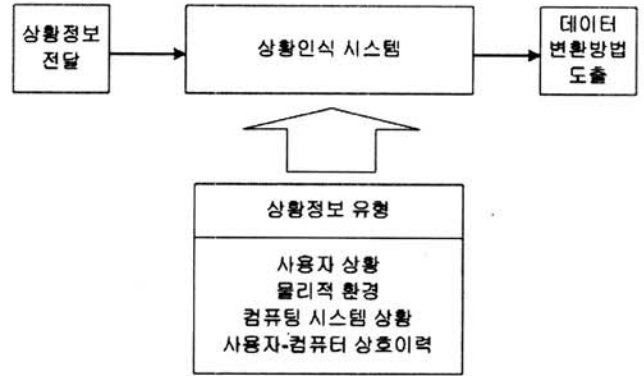 상황정보
전달
상황인식 시스템
데이터
변환방법
도출
상황정보 유형
사용자 상황
물리적 환경
컴퓨팅 시스템 상황
사용자-컴퓨터 상호이력